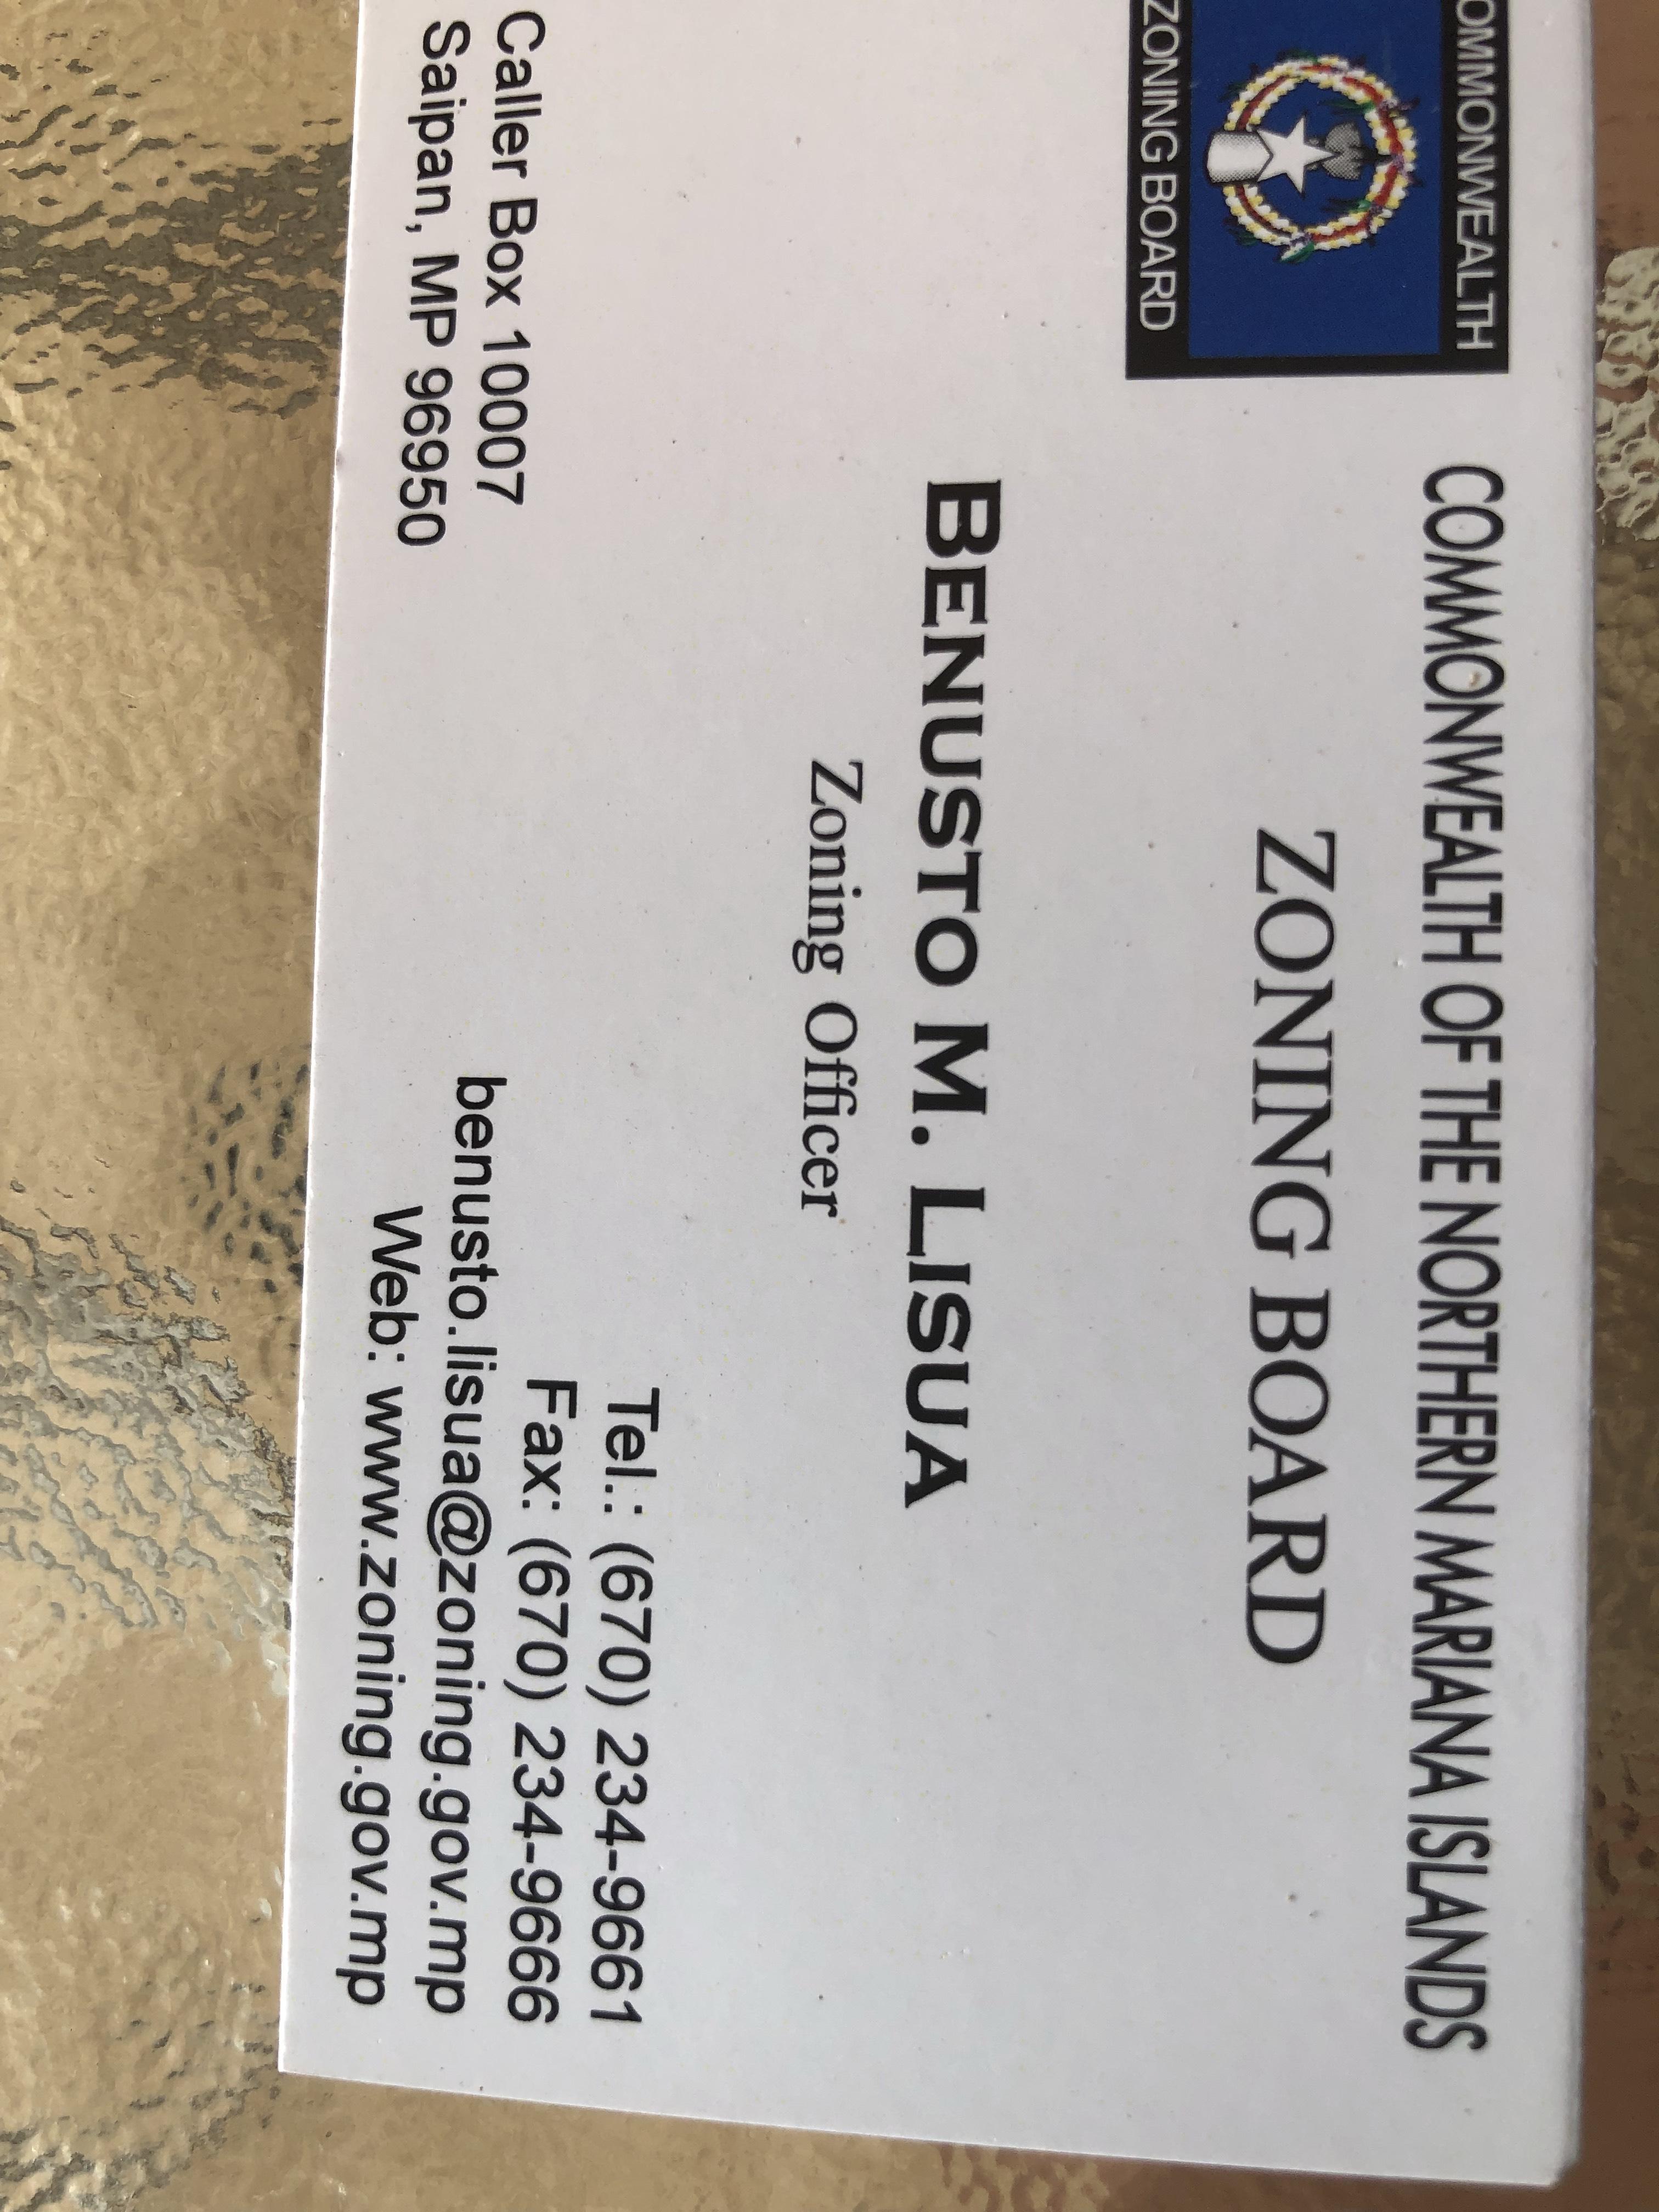 OMMONWEALTH
ZONING BOARD
COMMONWEALTH OF THE NORTHERN MARIANA ISLANDS
ZONING BOARD
BENUSTO M. LISUA
Zoning Officer
Caller Box 10007
Saipan, MP 96950
Tel.: (670) 234-9661
Fax: (670) 234-9666
benusto.lisua@zoning.gov.mp
Web: www.zoning.gov.mp